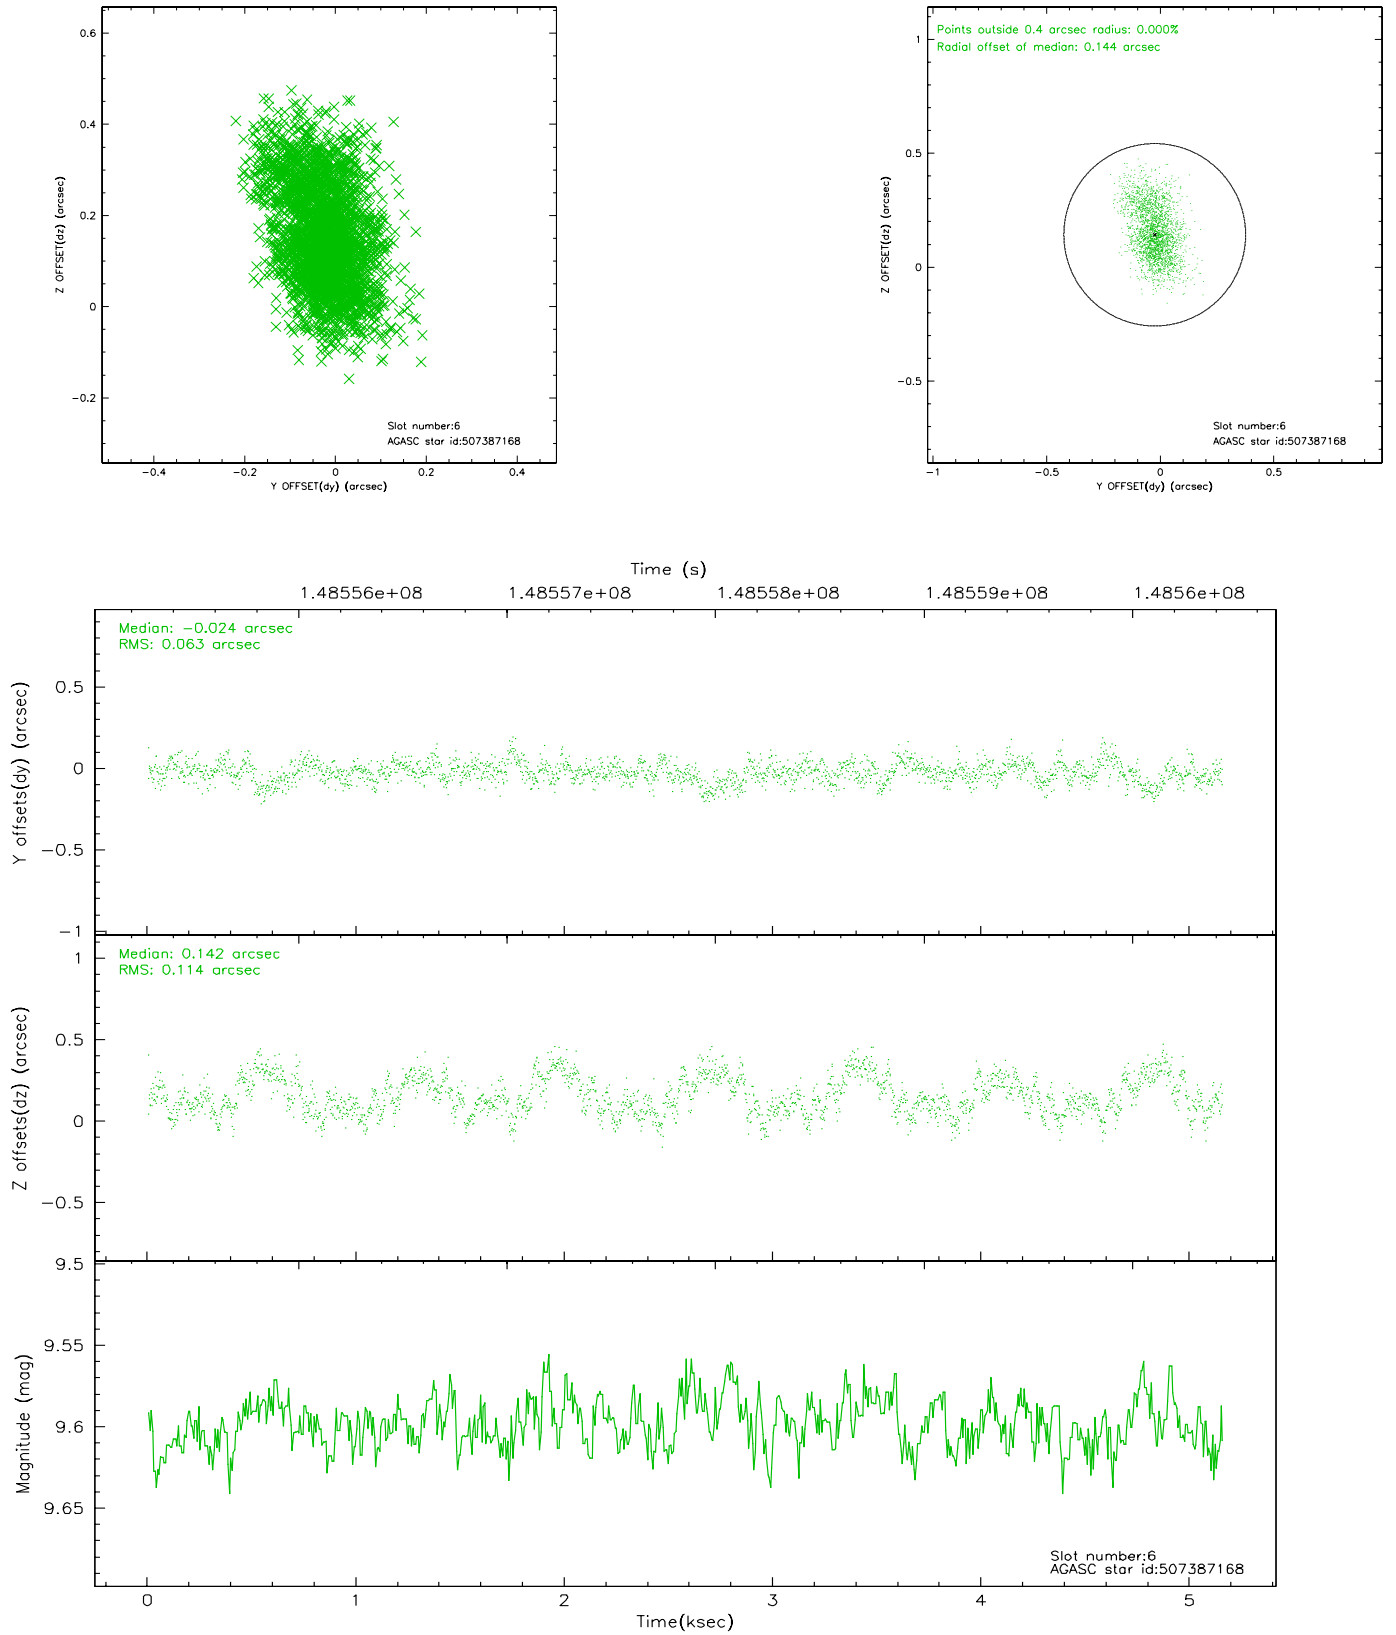 0.6
0.4
0.2
0
−0.2
Z OFFSET(dz) (arcsec)
Slot number:6
AGASC star id:507387168
−0.4 −0.2 0 0.2 0.4
Y OFFSET(dy) (arcsec)
Points outside 0.4 arcsec radius: 0.000%
Radial offset of median: 0.144 arcsec
1
0.5
0
−0.5
Z OFFSET(dz) (arcsec)
Slot number:6
AGASC star id:507387168
−1 −0.5 0 0.5
Y OFFSET(dy) (arcsec)
Time (s)
1.48556e+08 1.48557e+08 1.48558e+08 1.48559e+08 1.4856e+08
Median: −0.024 arcsec
RMS: 0.063 arcsec
0.5
0
−0.5
−1
Y offsets(dy) (arcsec)
Median: 0.142 arcsec
RMS: 0.114 arcsec
1
0.5
0
−0.5
Z offsets(dz) (arcsec)
9.5
9.55
9.6
9.65
Magnitude (mag)
Slot number:6
AGASC star id:507387168
0 1 2 3 4 5
Time(ksec)